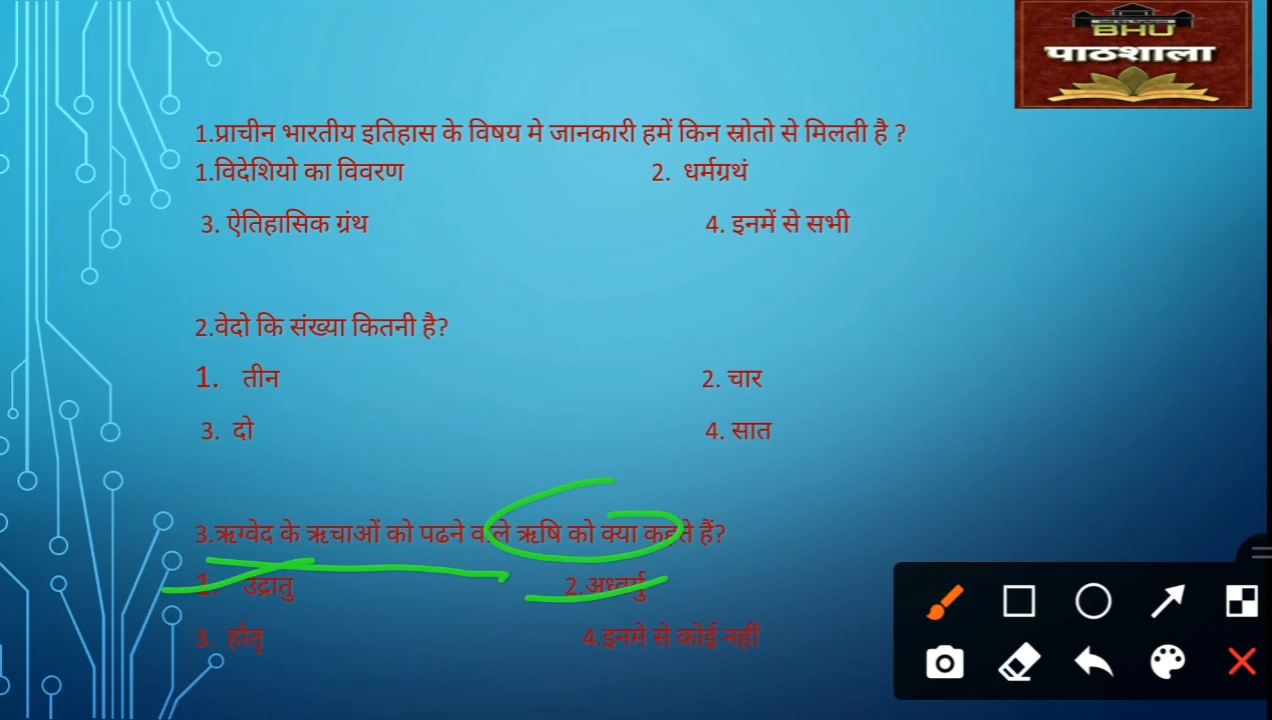 BHU
पाठशाला
1.प्राचीन भारतीय इतिहास के विषय मे जानकारी हमें किन स्रोतो से मिलती है ?
1.विदेशियो का विवरण 2. धर्मग्रथं
3. ऐतिहासिक ग्रंथ 4. इनमें से सभी
2.वेदो कि संख्या कितनी है?
1. तीन 2. चार
3. दो 4. सात
3.ऋग्वेद के ऋचाओं को पढने वाले ऋषि को क्या कहते हैं?
1. उद्रातु 2.अध्वर्यु
3. होतृ 4.इनमे से कोई नहीं